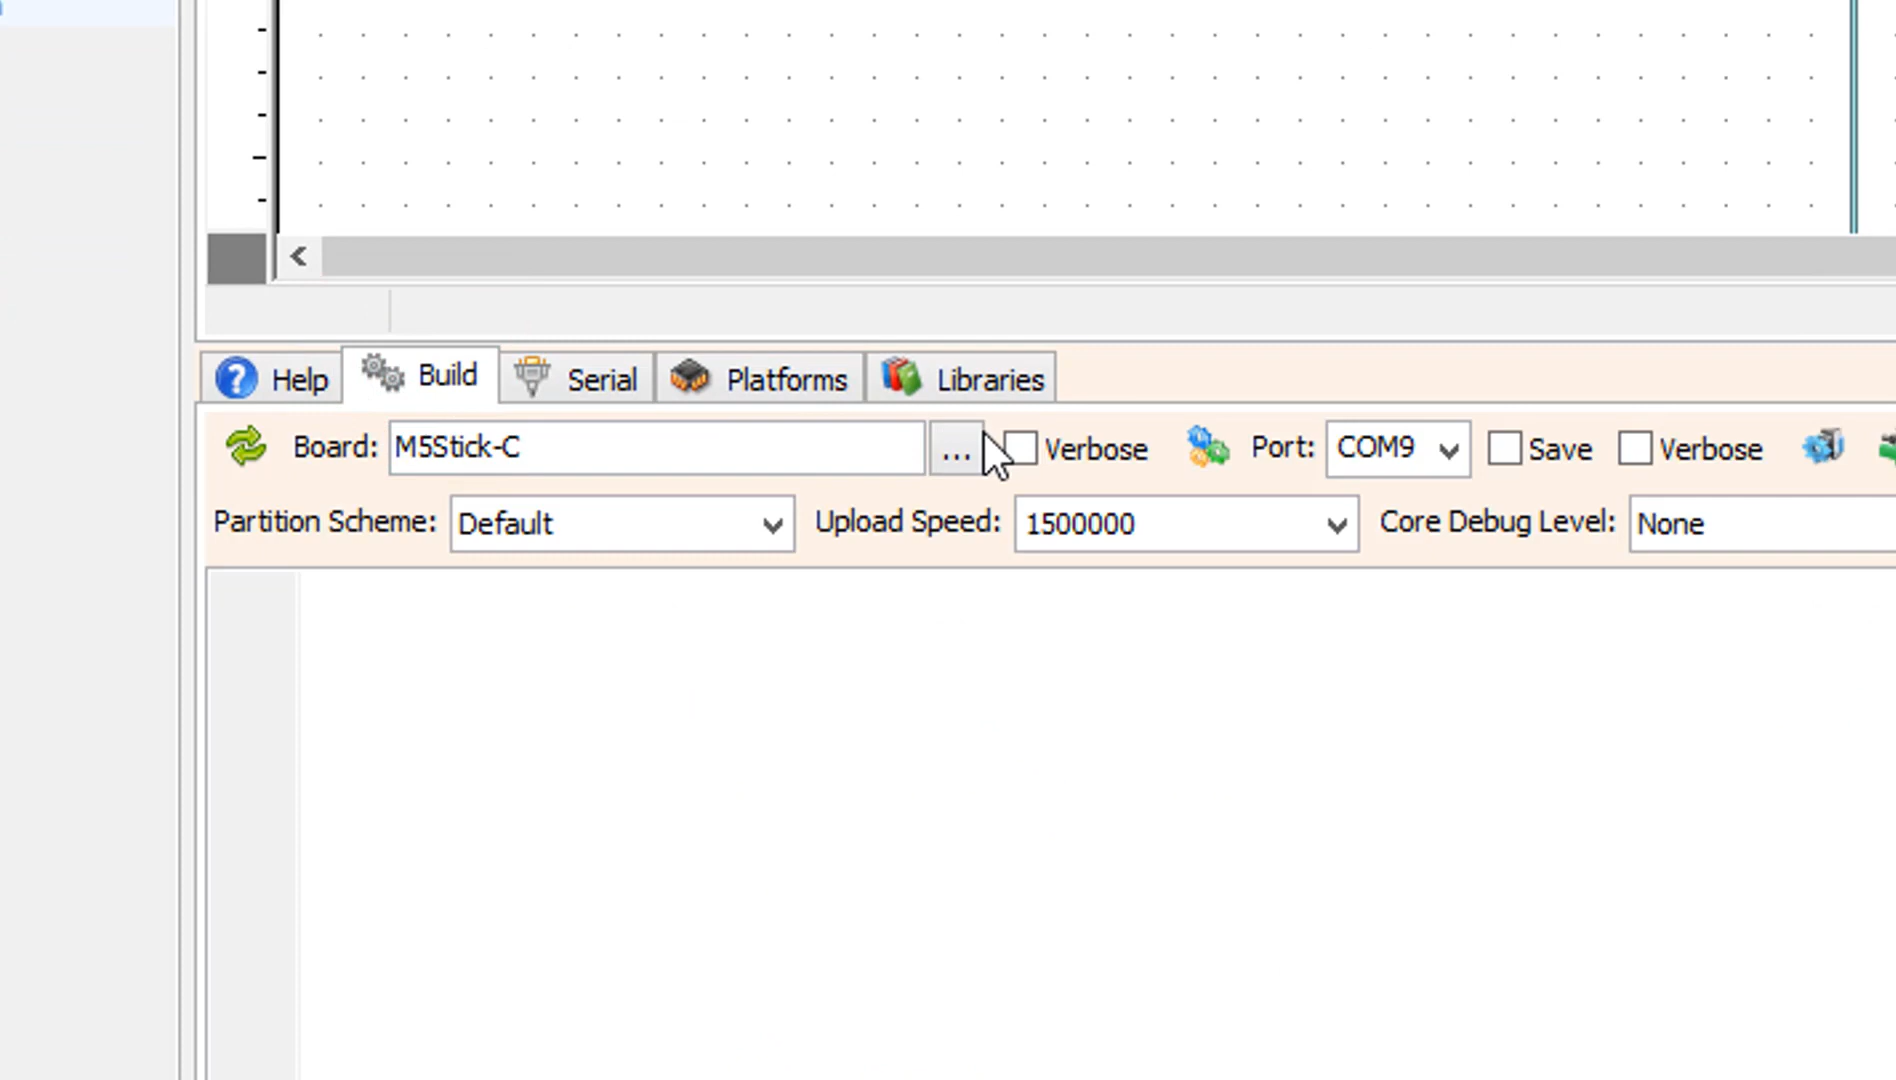 Help Build Serial Platforms Libraries
Board: M5Stick-C ... Verbose Port: COM9 Save Verbose
Partition Scheme: Default Upload Speed: 1500000 Core Debug Level: None